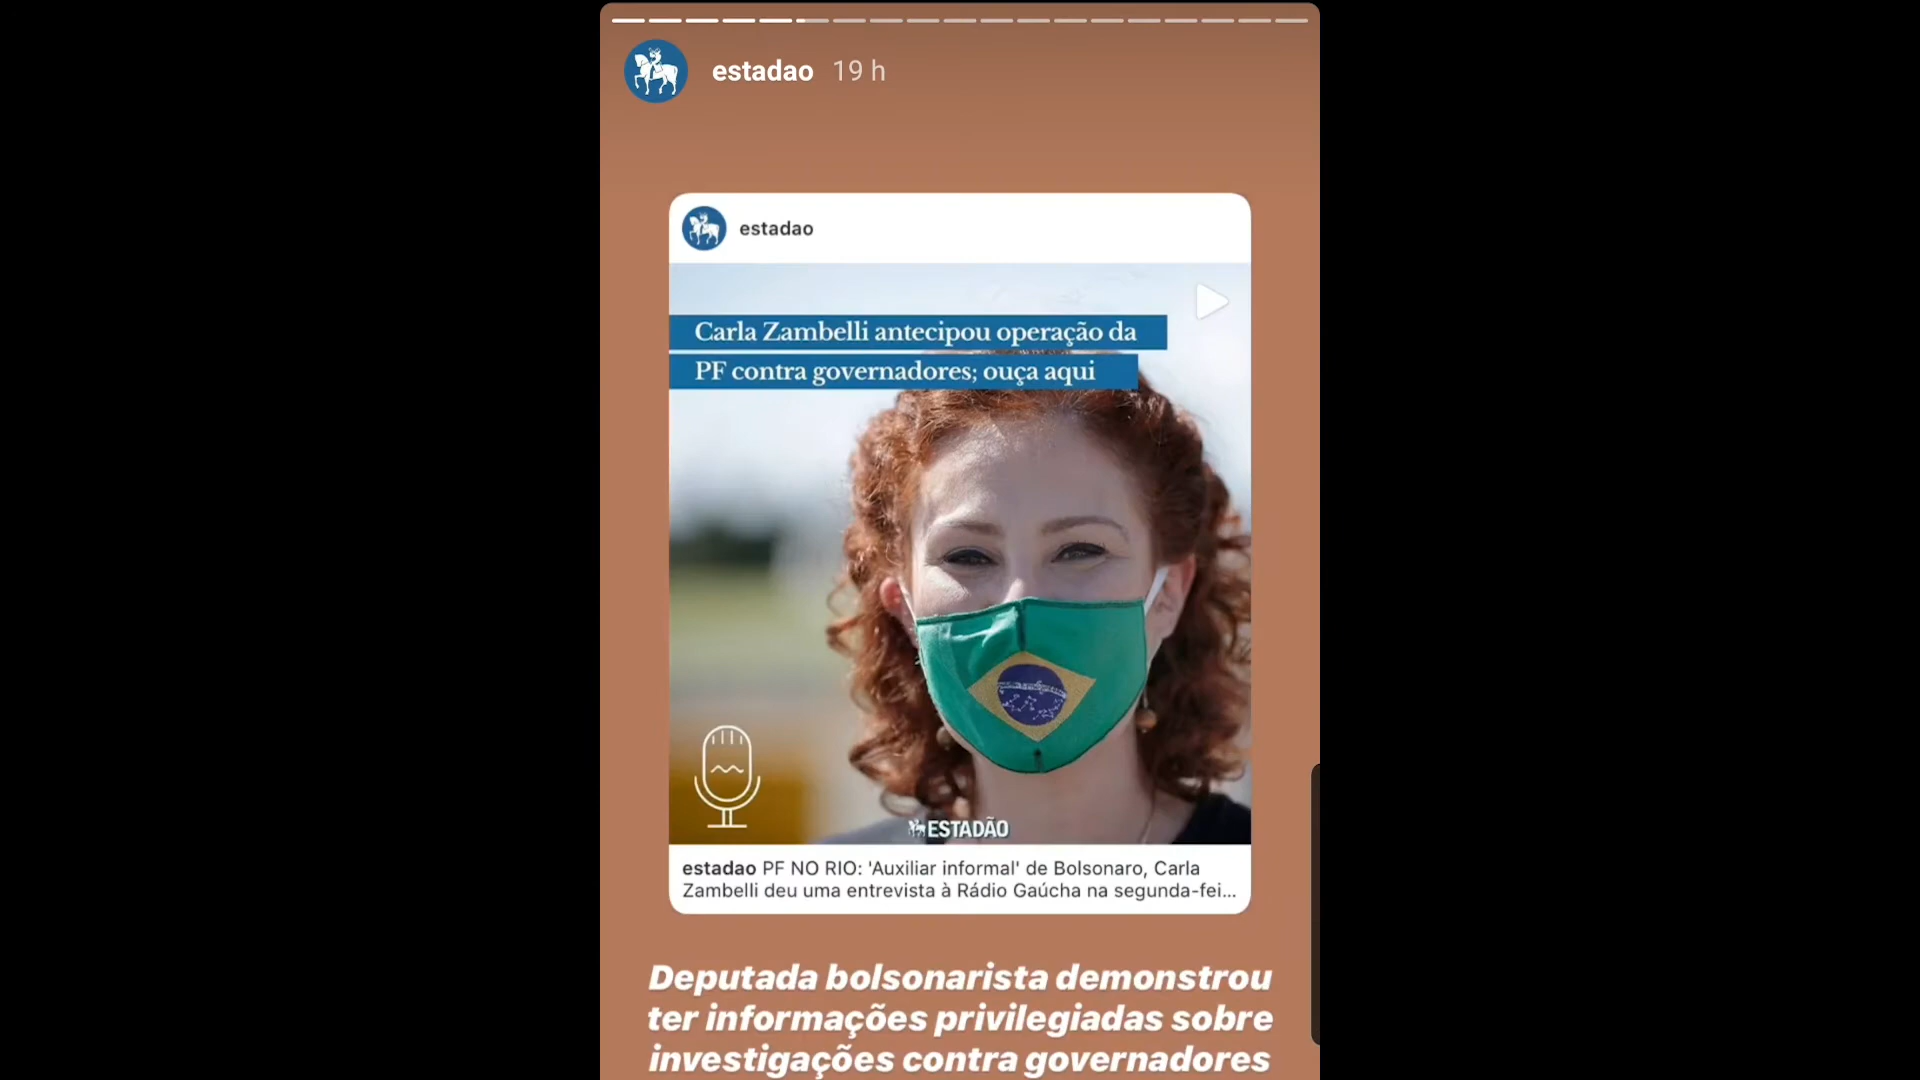 estadao 19 h
estadao
Carla Zambelli antecipou operação da
PF contra governadores; ouça aqui
ESTADÃO
estadao PF NO RIO: 'Auxiliar informal' de Bolsonaro, Carla
Zambelli deu uma entrevista à Rádio Gaúcha na segunda-fei...
Deputada bolsonarista demonstrou
ter informações privilegiadas sobre
investigações contra governadores